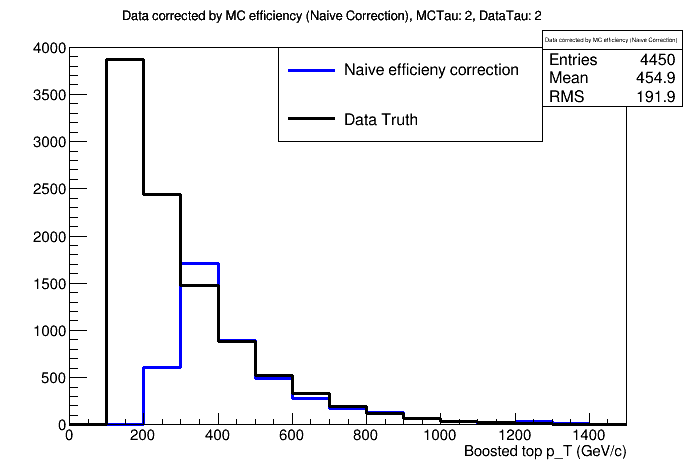 Data corrected by MC efficiency (Naive Correction), MCTau: 2, DataTau: 2
Data corrected by MC efficiency (Naive Correction)
Entries 4450
Mean 454.9
RMS 191.9
Naive efficieny correction
Data Truth
4000
3500
3000
2500
2000
1500
1000
500
0
0 200 400 600 800 1000 1200 1400
Boosted top p_T (GeV/c)